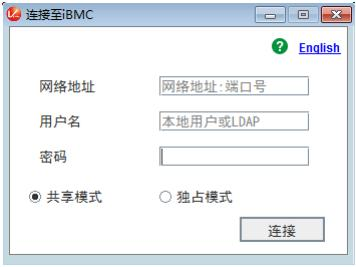 连接至iBMC
? English
网络地址 网络地址:端口号
用户名 本地用户或LDAP
密码
共享模式 独占模式
连接